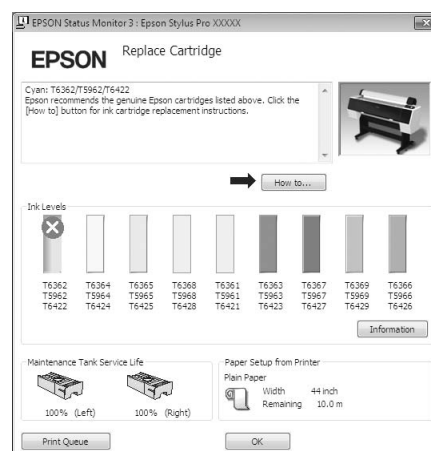 EPSON Status Monitor 3 : Epson Stylus Pro XXXXX
EPSON
Replace Cartridge
Cyan: T6362/T5962/T6422
Epson recommends the genuine Epson cartridges listed above. Click the
[How to] button for ink cartridge replacement instructions.
How to...
Ink Levels
T6362 T6364 T6365 T6368 T6361 T6363 T6367 T6369 T6366
T5962 T5964 T5965 T5968 T5961 T5963 T5967 T5969 T5966
T6422 T6424 T6425 T6428 T6421 T6423 T6427 T6429 T6426
Information
Maintenance Tank Service Life
100% (Left) 100% (Right)
Paper Setup from Printer
Plain Paper
Width 44 inch
Remaining 10.0 m
Print Queue OK